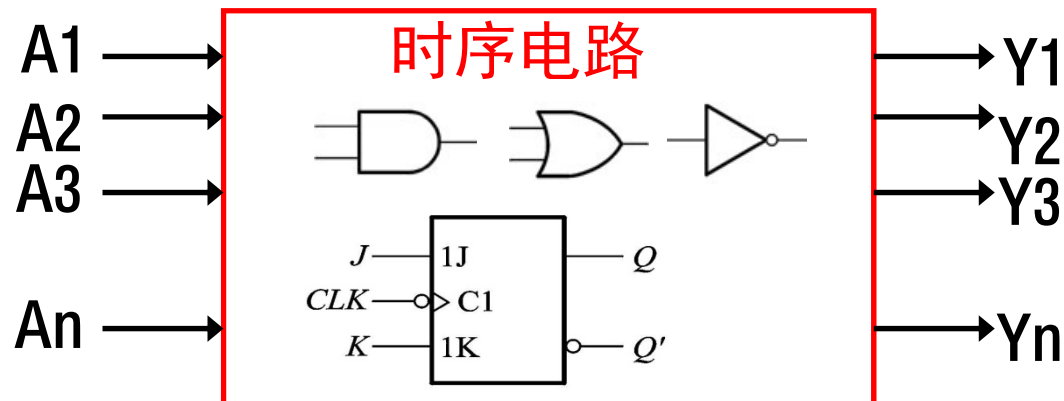 时序电路
A1
Y1
A2
Y2
A3
Y3
J 1J Q
CLK C1
K 1K Q'
An
Yn